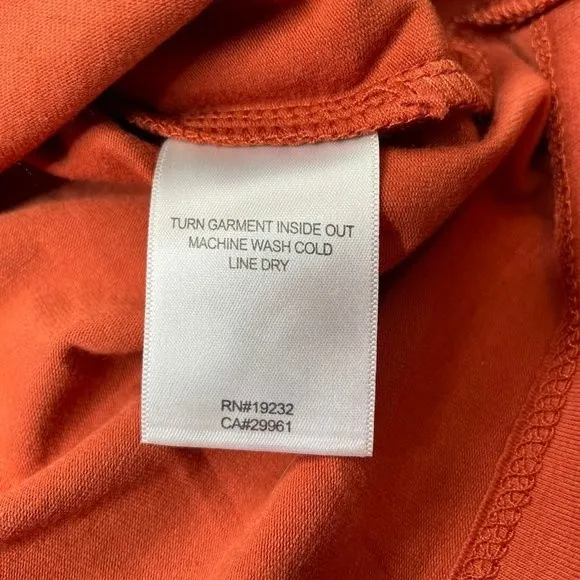 TURN GARMENT INSIDE OUT
MACHINE WASH COLD
LINE DRY
RN#19232
CA#29961